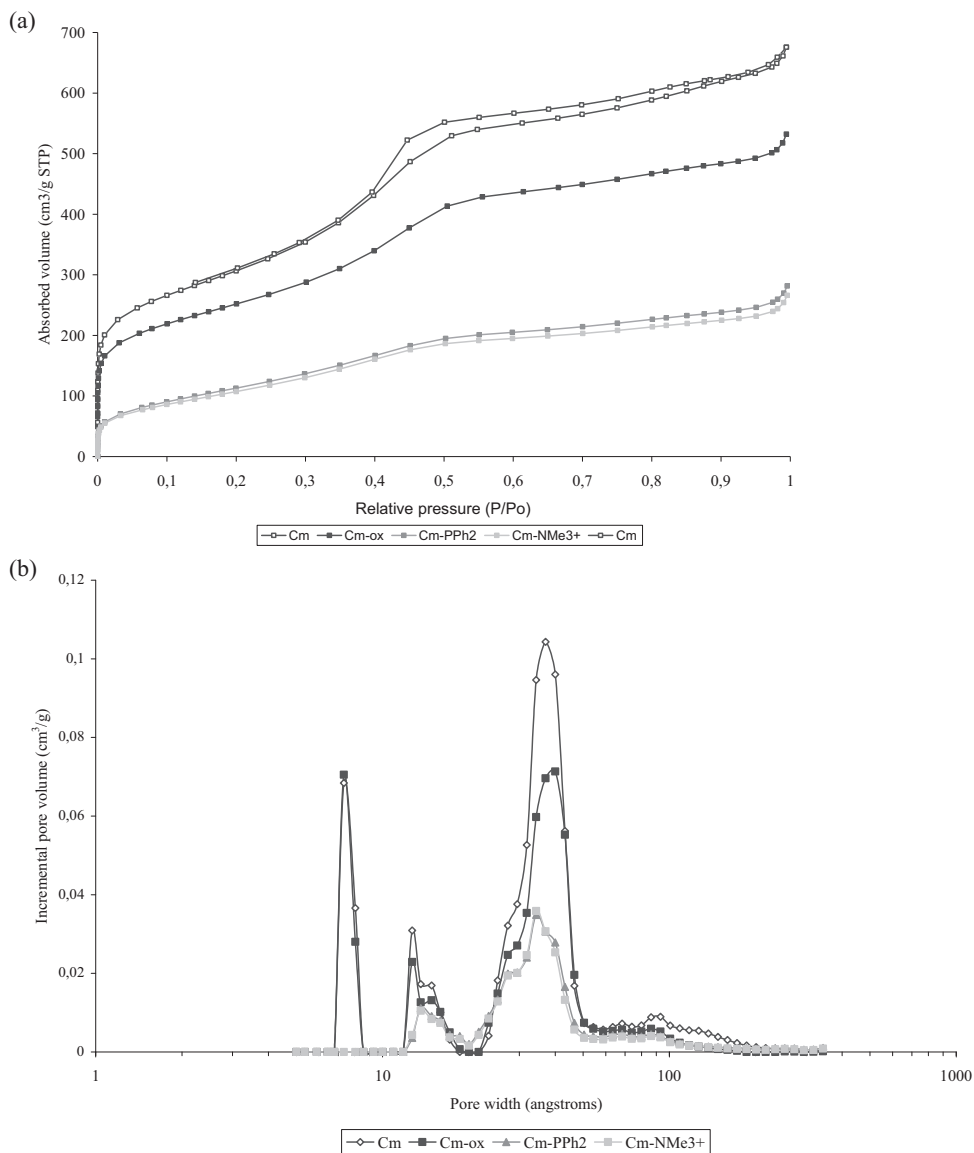 (a)
700
600
500
400
300
200
100
0
Absorbed volume (cm3/g STP)
0 0,1 0,2 0,3 0,4 0,5 0,6 0,7 0,8 0,9 1
Relative pressure (P/Po)
Cm Cm-ox Cm-PPh2 Cm-NMe3+ Cm
(b)
0,12
0,1
0,08
0,06
0,04
0,02
0
Incremental pore volume (cm³/g)
1 10 100 1000
Pore width (angstroms)
Cm Cm-ox Cm-PPh2 Cm-NMe3+